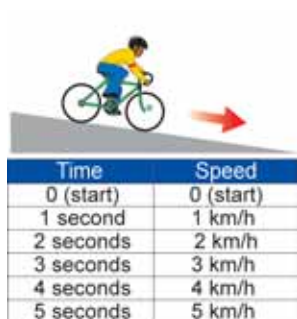 Time Speed
0 (start) 0 (start)
1 second 1 km/h
2 seconds 2 km/h
3 seconds 3 km/h
4 seconds 4 km/h
5 seconds 5 km/h